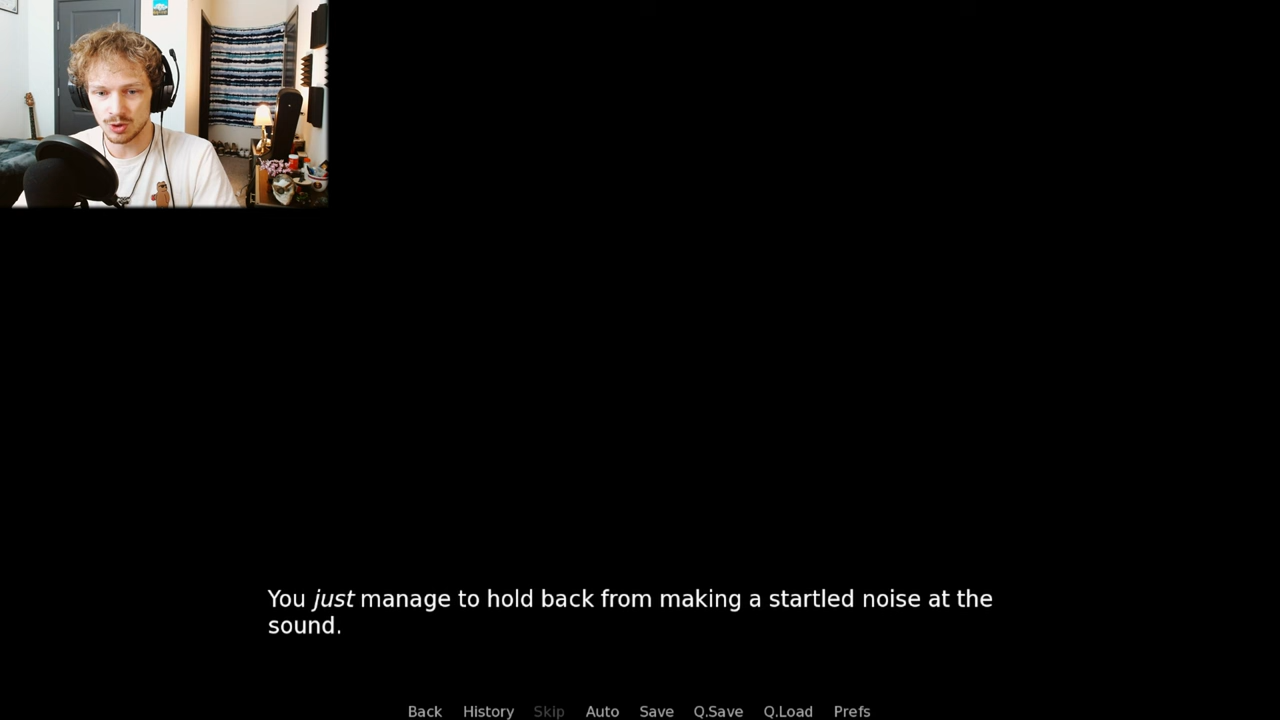 You just manage to hold back from making a startled noise at the
sound.
Back History Skip Auto Save Q.Save Q.Load Prefs